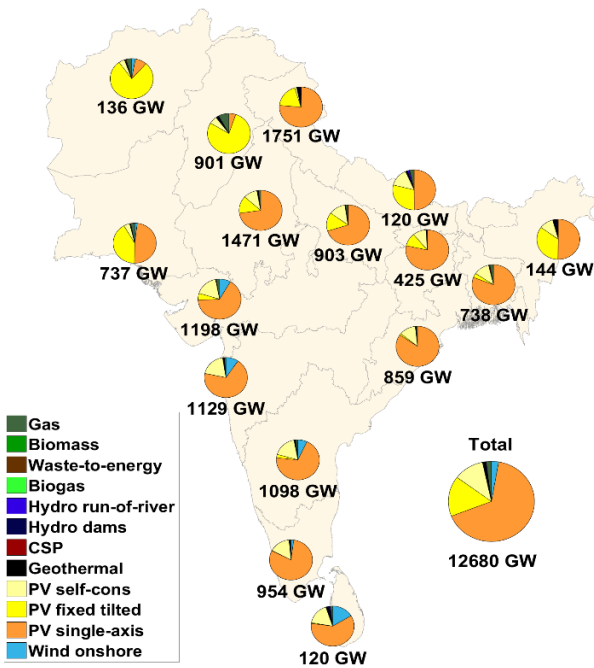 136 GW
1751 GW
901 GW
120 GW
1471 GW
903 GW
144 GW
737 GW
425 GW
738 GW
1198 GW
859 GW
1129 GW
Gas
Biomass
Waste-to-energy
Biogas
Hydro run-of-river
Hydro dams
CSP
Geothermal
PV self-cons
PV fixed tilted
PV single-axis
Wind onshore
1098 GW
Total
12680 GW
954 GW
120 GW